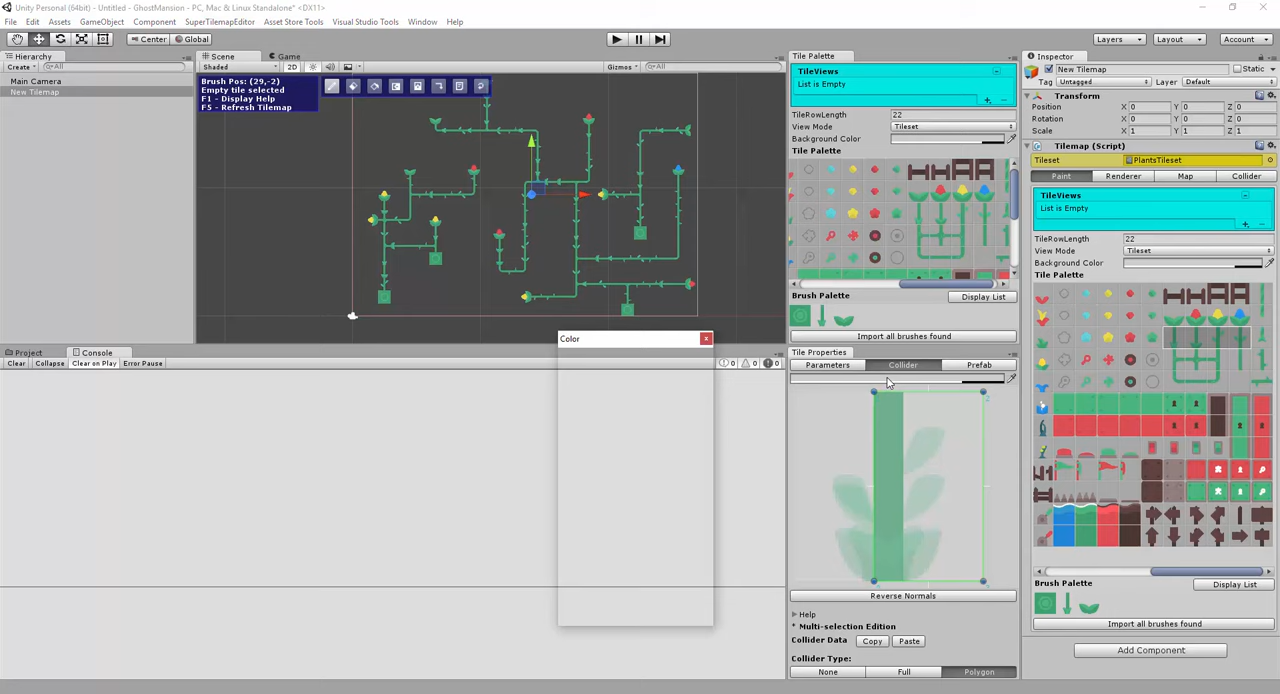 Unity Personal (64bit) - Untitled - GhostMansion - PC, Mac & Linux Standalone* <DX11>
File Edit Assets GameObject Component SuperTilemapEditor Asset Store Tools Visual Studio Tools Window Help
Center Global Layers Layout Account
Hierarchy Scene Game Tile Palette Inspector
Create All Shaded 2D Gizmos All
Main Camera
New Tilemap
Brush Pos: (29,-2)
Empty tile selected
F1 - Display Help
F5 - Refresh Tilemap
Project Console
Clear Collapse Clear on Play Error Pause 0 0 0
Color x
TileViews
List is Empty
TileRowLength 22
View Mode Tileset
Background Color
Tile Palette
Brush Palette Display List
Import all brushes found
Tile Properties
Parameters Collider Prefab
Reverse Normals
Help
* Multi-selection Edition
Collider Data Copy Paste
Collider Type:
None Full Polygon
New Tilemap Static
Tag Untagged Layer Default
Transform
Position X 0 Y 0 Z 0
Rotation X 0 Y 0 Z 0
Scale X 1 Y 1 Z 1
Tilemap (Script)
Tileset PlantsTileset
Paint Renderer Map Collider
TileViews
List is Empty
TileRowLength 22
View Mode Tileset
Background Color
Tile Palette
Brush Palette Display List
Import all brushes found
Add Component